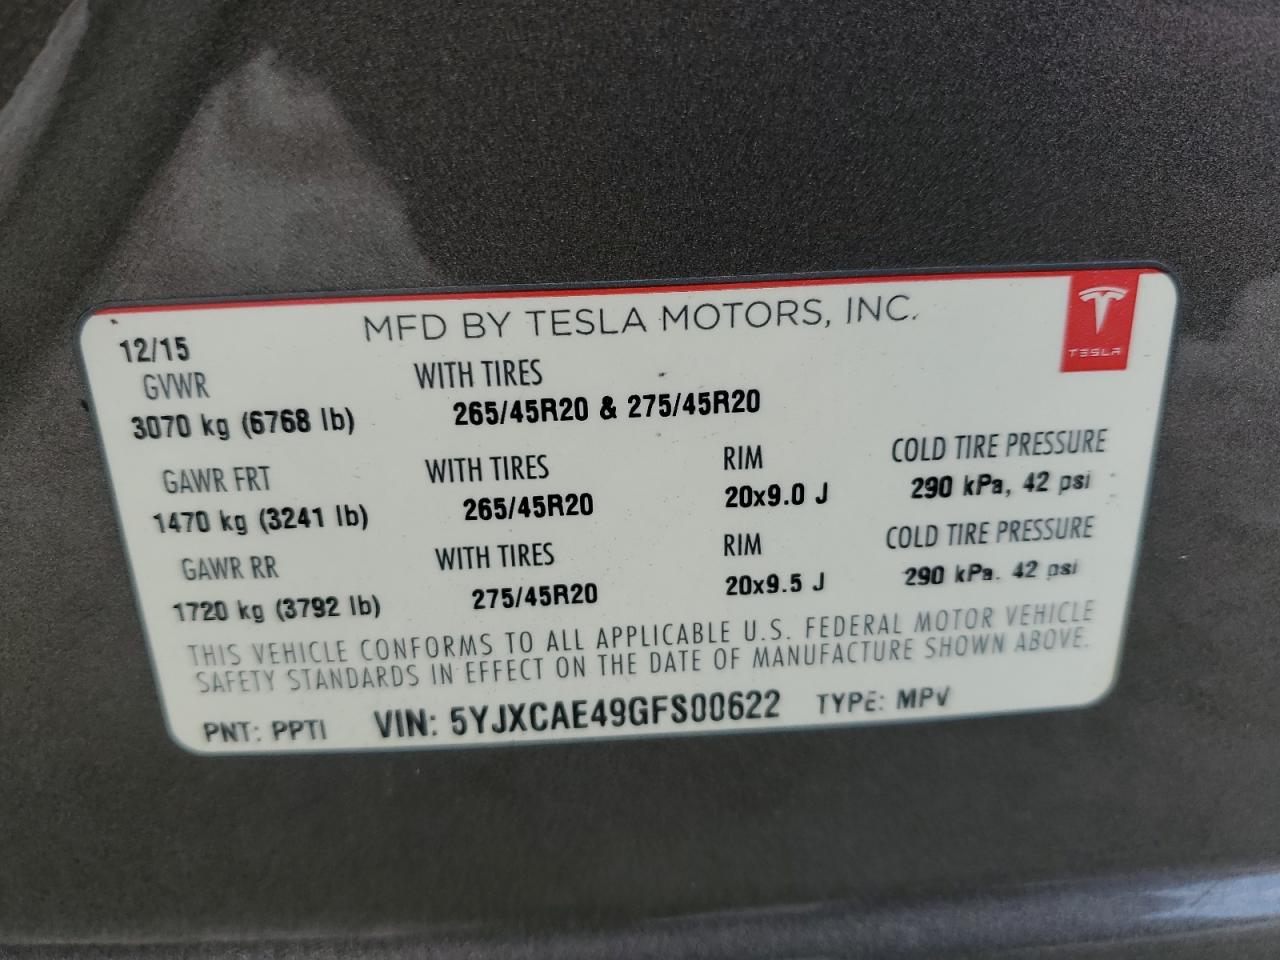 MFD BY TESLA MOTORS, INC.
TESLA
12/15
GVWR WITH TIRES
3070 kg (6768 lb) 265/45R20 & 275/45R20
GAWR FRT WITH TIRES RIM COLD TIRE PRESSURE
1470 kg (3241 lb) 265/45R20 20x9.0 J 290 kPa, 42 psi
GAWR RR WITH TIRES RIM COLD TIRE PRESSURE
1720 kg (3792 lb) 275/45R20 20x9.5 J 290 kPa. 42 psi
THIS VEHICLE CONFORMS TO ALL APPLICABLE U.S. FEDERAL MOTOR VEHICLE
SAFETY STANDARDS IN EFFECT ON THE DATE OF MANUFACTURE SHOWN ABOVE.
PNT: PPTI VIN: 5YJXCAE49GFS00622 TYPE: MPV